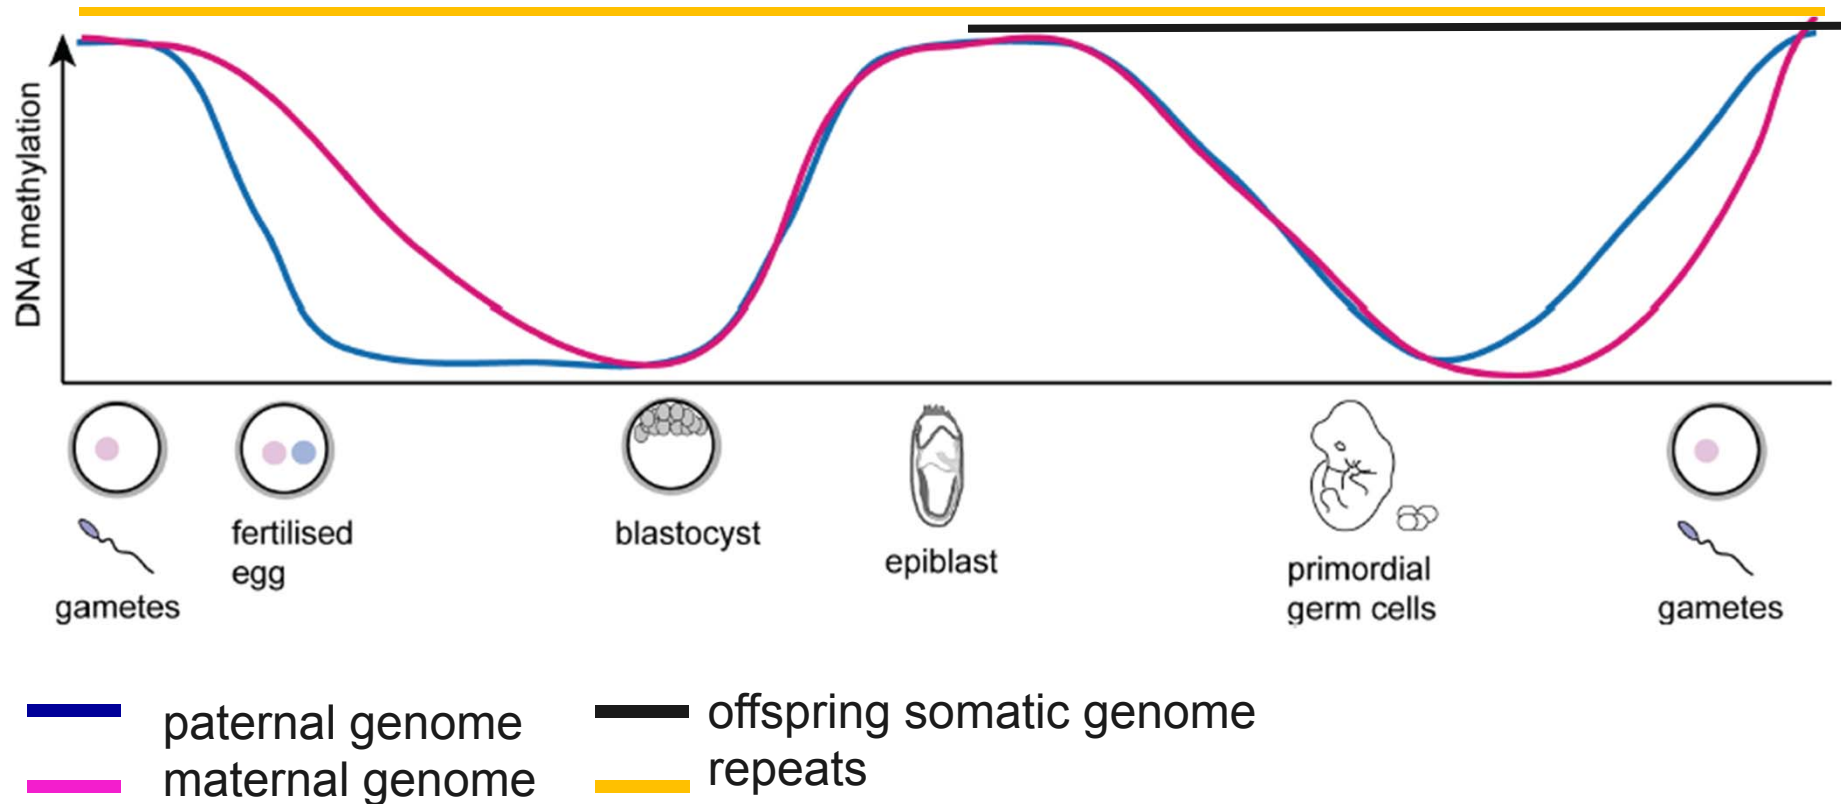 DNA methylation
gametes
fertilised
egg
blastocyst
epiblast
primordial
germ cells
gametes
paternal genome
maternal genome
offspring somatic genome
repeats